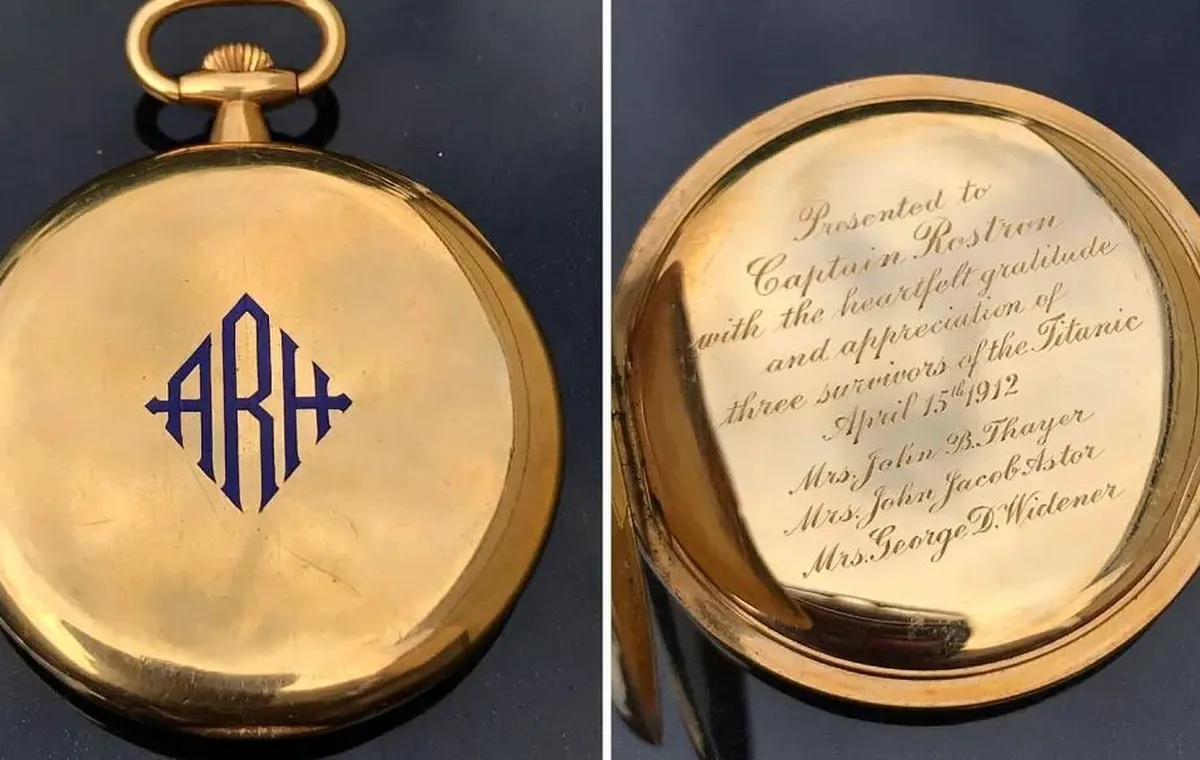 ARH
Presented to
Captain Rostron
with the heartfelt gratitude
and appreciation of
three survivors of the Titanic
April 15th 1912
Mrs. John B. Thayer
Mrs. John Jacob Astor
Mrs. George D. Widener